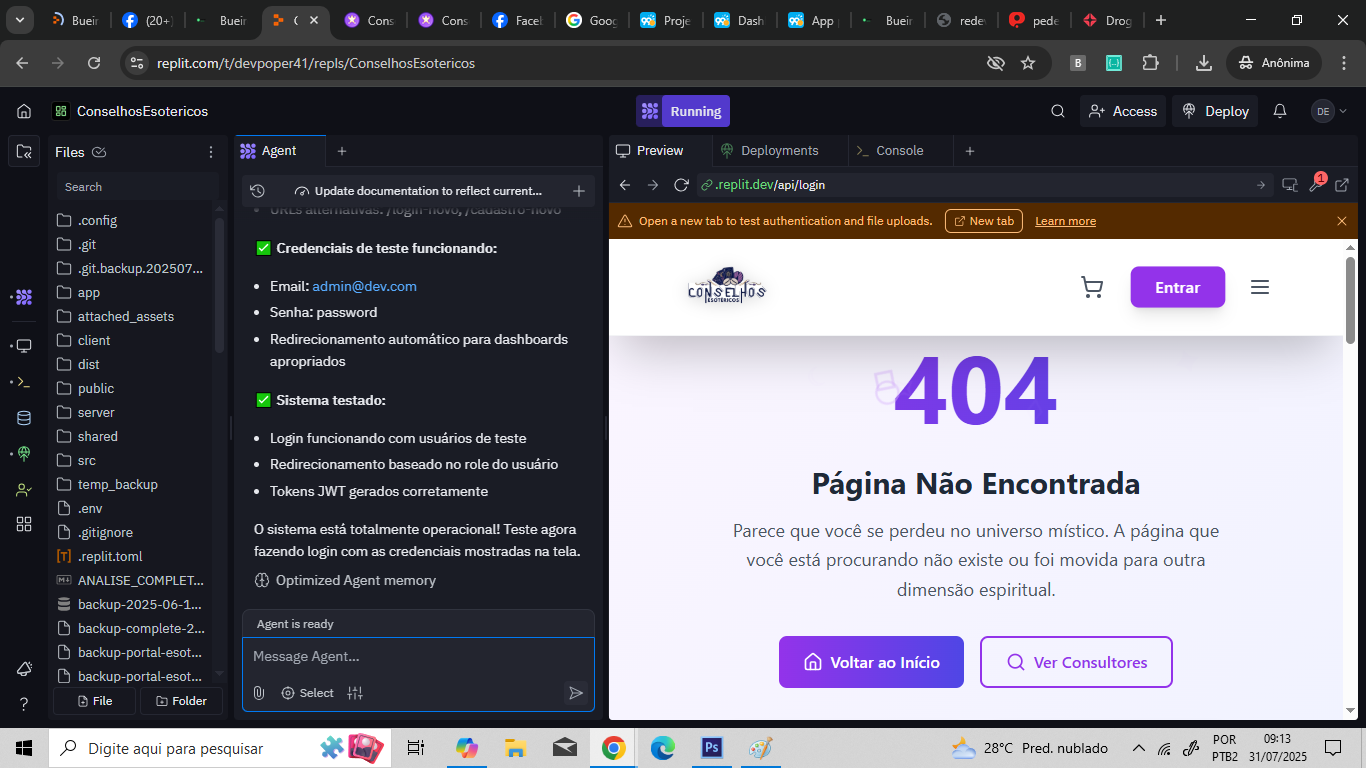 Bueir
(20+)
Bueir
C
Cons
Cons
Facel
Goog
Proje
Dash
App
Bueir
redev
pede
Drog
replit.com/t/devpoper41/repls/ConselhosEsotericos
Anônima
ConselhosEsotericos
Running
Access
Deploy
DE
Files
Search
.config
.git
.git.backup.202507...
app
attached_assets
client
dist
public
server
shared
src
temp_backup
.env
.gitignore
.replit.toml
ANALISE_COMPLET...
backup-2025-06-1...
backup-complete-2...
backup-portal-esot...
backup-portal-esot...
File
Folder
Agent
Update documentation to reflect current...
URLs alternativas: /login-novo, /cadastro-novo
✅ Credenciais de teste funcionando:
Email: admin@dev.com
Senha: password
Redirecionamento automático para dashboards
apropriados
✅ Sistema testado:
Login funcionando com usuários de teste
Redirecionamento baseado no role do usuário
Tokens JWT gerados corretamente
O sistema está totalmente operacional! Teste agora
fazendo login com as credenciais mostradas na tela.
Optimized Agent memory
Agent is ready
Message Agent...
Select
Preview
Deployments
Console
.replit.dev/api/login
1
Open a new tab to test authentication and file uploads.
New tab
Learn more
CONSELHOS
ESOTÉRICOS
Entrar
404
Página Não Encontrada
Parece que você se perdeu no universo místico. A página que
você está procurando não existe ou foi movida para outra
dimensão espiritual.
Voltar ao Início
Ver Consultores
Digite aqui para pesquisar
Ps
28°C Pred. nublado
POR
PTB2
09:13
31/07/2025